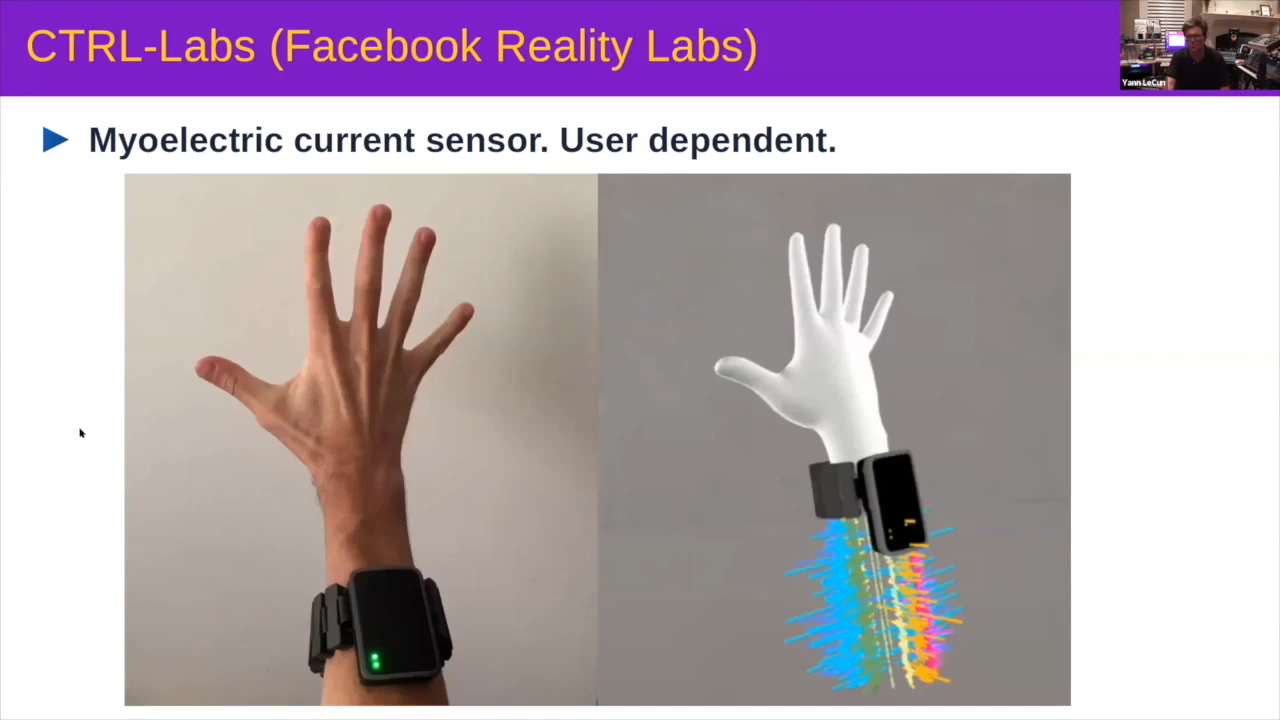 CTRL-Labs (Facebook Reality Labs)
Yann LeCun
Myoelectric current sensor. User dependent.